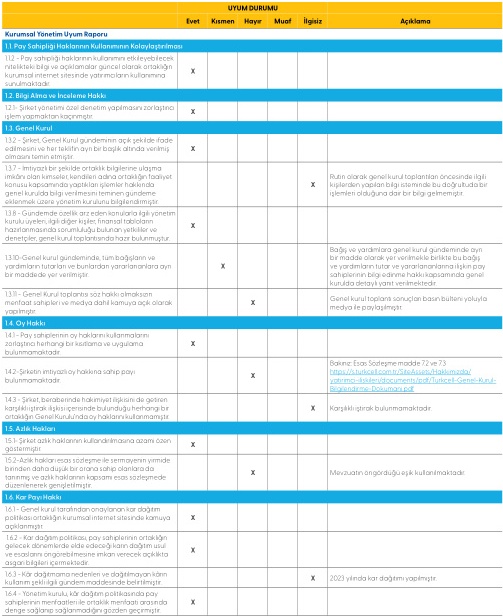 UYUM DURUMU
Evet Kısmen Hayır Muaf İlgisiz Açıklama
Kurumsal Yönetim Uyum Raporu
1.1. Pay Sahipliği Haklarının Kullanımının Kolaylaştırılması
1.1.2 - Pay sahipliği haklarının kullanımını etkileyebilecek
nitelikteki bilgi ve açıklamalar güncel olarak ortaklığın
kurumsal internet sitesinde yatırımcıların kullanımına
sunulmaktadır.
X
1.2. Bilgi Alma ve İnceleme Hakkı
1.2.1- Şirket yönetimi özel denetim yapılmasını zorlaştırıcı
işlem yapmaktan kaçınmıştır.
X
1.3. Genel Kurul
1.3.2 - Şirket, Genel Kurul gündeminin açık şekilde ifade
edilmesini ve her teklifin ayrı bir başlık altında verilmiş
olmasını temin etmiştir.
X
1.3.7 - İmtiyazlı bir şekilde ortaklık bilgilerine ulaşma
imkânı olan kimseler, kendileri adına ortaklığın faaliyet
konusu kapsamında yaptıkları işlemler hakkında
genel kurulda bilgi verilmesini teminen gündeme
eklenmek üzere yönetim kurulunu bilgilendirmiştir.
X
Rutin olarak genel kurul toplantıları öncesinde ilgili
kişilerden yapılan bilgi isteminde bu doğrultuda bir
işlemleri olduğuna dair bir bilgi gelmemiştir.
1.3.8 - Gündemde özellik arz eden konularla ilgili yönetim
kurulu üyeleri, ilgili diğer kişiler, finansal tabloların
hazırlanmasında sorumluluğu bulunan yetkililer ve
denetçiler, genel kurul toplantısında hazır bulunmuştur.
X
1.3.10- Genel kurul gündeminde, tüm bağışların ve
yardımların tutarları ve bunlardan yararlananlara ayrı
bir maddede yer verilmiştir.
X
Bağış ve yardımlara genel kurul gündeminde ayrı
bir madde olarak yer verilmekle birlikte bu bağış
ve yardımların tutar ve yararlananlarına ilişkin pay
sahiplerinin bilgi edinme hakkı kapsamında genel
kurulda detaylı yanıt verilmektedir.
1.3.11 - Genel Kurul toplantısı söz hakkı olmaksızın
menfaat sahipleri ve medya dahil kamuya açık olarak
yapılmıştır.
X
Genel kurul toplantı sonuçları basın bülteni yoluyla
medya ile paylaşılmıştır.
1.4. Oy Hakkı
1.4.1 - Pay sahiplerinin oy haklarını kullanmalarını
zorlaştırıcı herhangi bir kısıtlama ve uygulama
bulunmamaktadır.
X
1.4.2-Şirketin imtiyazlı oy hakkına sahip payı
bulunmamaktadır.
X
Bakınız: Esas Sözleşme madde 7.2 ve 7.3
https://s.turkcell.com.tr/SiteAssets/Hakkimizda/
yatirimci-iliskileri/documents/pdf/Turkcell-Genel-Kurul-
Bilgilendirme-Dokumani.pdf
1.4.3 - Şirket, beraberinde hakimiyet ilişkisini de getiren
karşılıklı iştirak ilişkisi içerisinde bulunduğu herhangi bir
ortaklığın Genel Kurulu'nda oy haklarını kullanmamıştır.
X
Karşılıklı iştirak bulunmamaktadır.
1.5. Azlık Hakları
1.5.1- Şirket azlık haklarının kullandırılmasına azami özen
göstermiştir.
X
1.5.2-Azlık hakları esas sözleşme ile sermayenin yirmide
birinden daha düşük bir orana sahip olanlara da
tanınmış ve azlık haklarının kapsamı esas sözleşmede
düzenlenerek genişletilmiştir.
X
Mevzuatın öngördüğü eşik kullanılmaktadır.
1.6. Kar Payı Hakkı
1.6.1 - Genel kurul tarafından onaylanan kar dağıtım
politikası ortaklığın kurumsal internet sitesinde kamuya
açıklanmıştır.
X
1.6.2 - Kar dağıtım politikası, pay sahiplerinin ortaklığın
gelecek dönemlerde elde edeceği karın dağıtım usul
ve esaslarını öngörebilmesine imkan verecek açıklıkta
asgari bilgileri içermektedir.
X
1.6.3 - Kâr dağıtmama nedenleri ve dağıtılmayan kârın
kullanım şekli ilgili gündem maddesinde belirtilmiştir.
X
2023 yılında kar dağıtımı yapılmıştır.
1.6.4 - Yönetim kurulu, kâr dağıtım politikasında pay
sahiplerinin menfaatleri ile ortaklık menfaati arasında
denge sağlanıp sağlanmadığını gözden geçirmiştir.
X